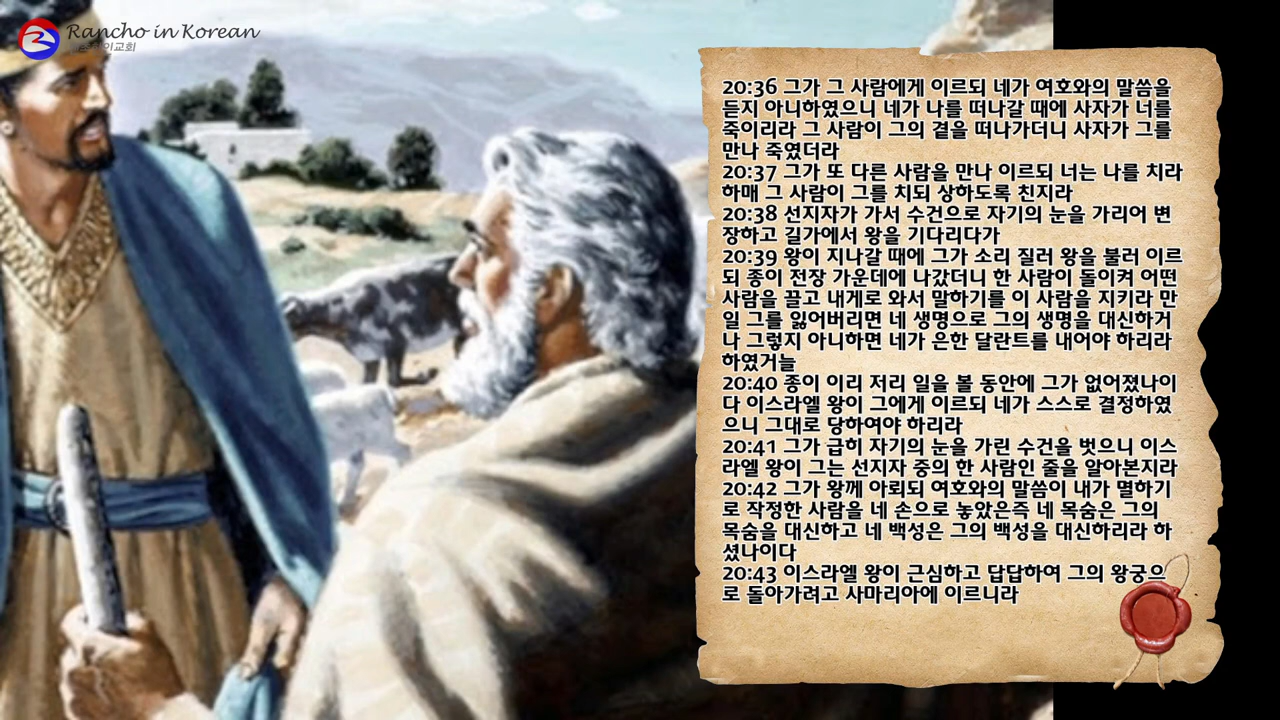 Rancho in Korean
20:36 그가 그 사람에게 이르되 네가 여호와의 말씀을
듣지 아니하였으니 네가 나를 떠나갈 때에 사자가 너를
죽이리라 그 사람이 그의 곁을 떠나가더니 사자가 그를
만나 죽였더라
20:37 그가 또 다른 사람을 만나 이르되 너는 나를 치라
하매 그 사람이 그를 치되 상하도록 친지라
20:38 선지자가 가서 수건으로 자기의 눈을 가리어 변
장하고 길가에서 왕을 기다리다가
20:39 왕이 지나갈 때에 그가 소리 질러 왕을 불러 이르
되 종이 전장 가운데에 나갔더니 한 사람이 돌이켜 어떤
사람을 끌고 내게로 와서 말하기를 이 사람을 지키라 만
일 그를 잃어버리면 네 생명으로 그의 생명을 대신하거
나 그렇지 아니하면 네가 은한 달란트를 내어야 하리라
하였거늘
20:40 종이 이리 저리 일을 볼 동안에 그가 없어졌나이
다 이스라엘 왕이 그에게 이르되 네가 스스로 결정하였
으니 그대로 당하여야 하리라
20:41 그가 급히 자기의 눈을 가린 수건을 벗으니 이스
라엘 왕이 그는 선지자 중의 한 사람인 줄을 알아본지라
20:42 그가 왕께 아뢰되 여호와의 말씀이 내가 멸하기
로 작정한 사람을 네 손으로 놓았은즉 네 목숨은 그의
목숨을 대신하고 네 백성은 그의 백성을 대신하리라 하
셨나이다
20:43 이스라엘 왕이 근심하고 답답하여 그의 왕궁으
로 돌아가려고 사마리아에 이르니라